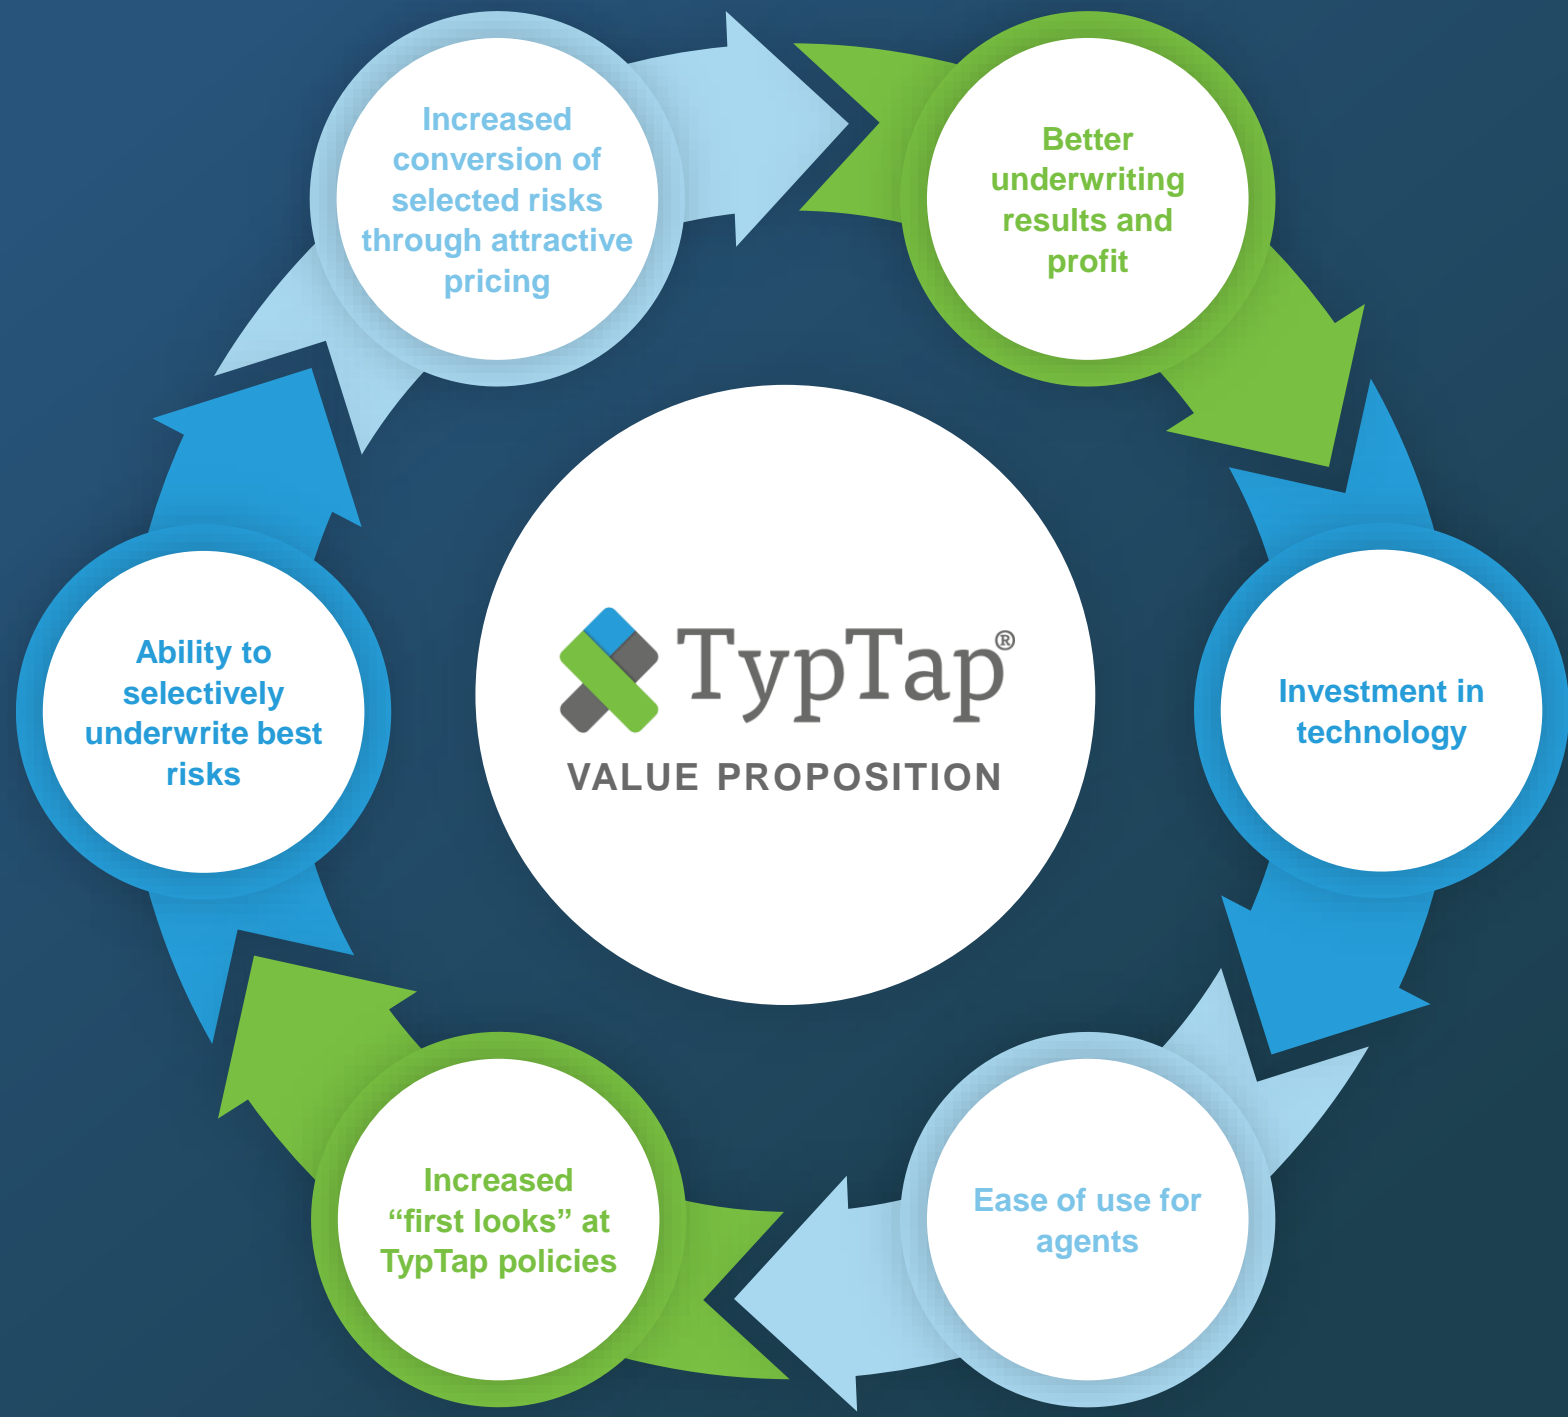 Increased
conversion of
selected risks
through attractive
pricing
Better
underwriting
results and
profit
Investment in
technology
Ease of use for
agents
Increased
“first looks” at
TypTap policies
Ability to
selectively
underwrite best
risks
TypTap®
VALUE PROPOSITION